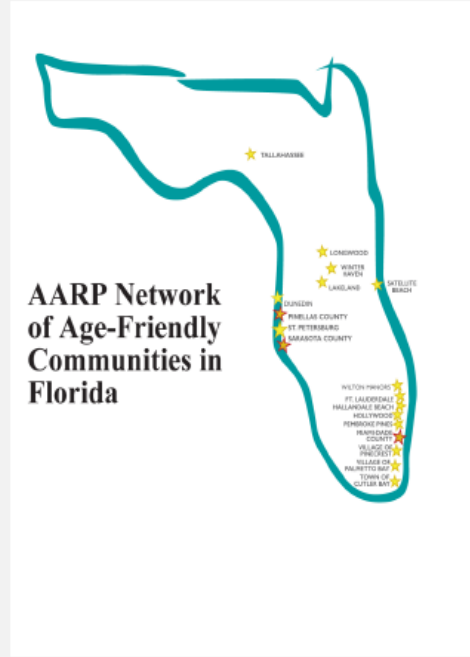 TALLAHASSEE
LONGWOOD
WINTER
HAVEN
LAKELAND
SATELLITE
BEACH
AARP Network
of Age-Friendly
Communities in
Florida
DUNEDIN
PINELLAS COUNTY
ST. PETERSBURG
SARASOTA COUNTY
WILTON MANORS
FT. LAUDERDALE
HALLANDALE BEACH
HOLLYWOOD
PEMBROKE PINES
MIAMI-DADE
COUNTY
VILLAGE OF
PINECREST
VILLAGE OF
PALMETTO BAY
TOWN OF
CUTLER BAY